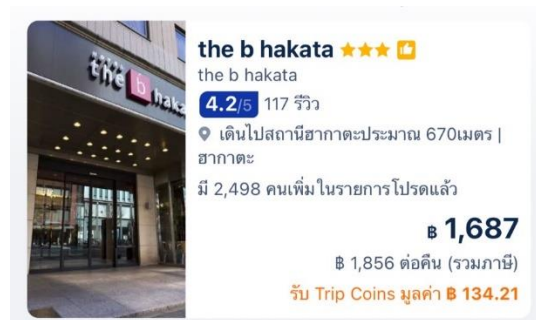 the b hakata
the b hakata
the b hakata
4.2/5 117 รีวิว
เดินไปสถานีฮากาตะประมาณ 670เมตร |
ฮากาตะ
มี 2,498 คนเพิ่มในรายการโปรดแล้ว
฿ 1,687
฿ 1,856 ต่อคืน (รวมภาษี)
รับ Trip Coins มูลค่า ฿ 134.21